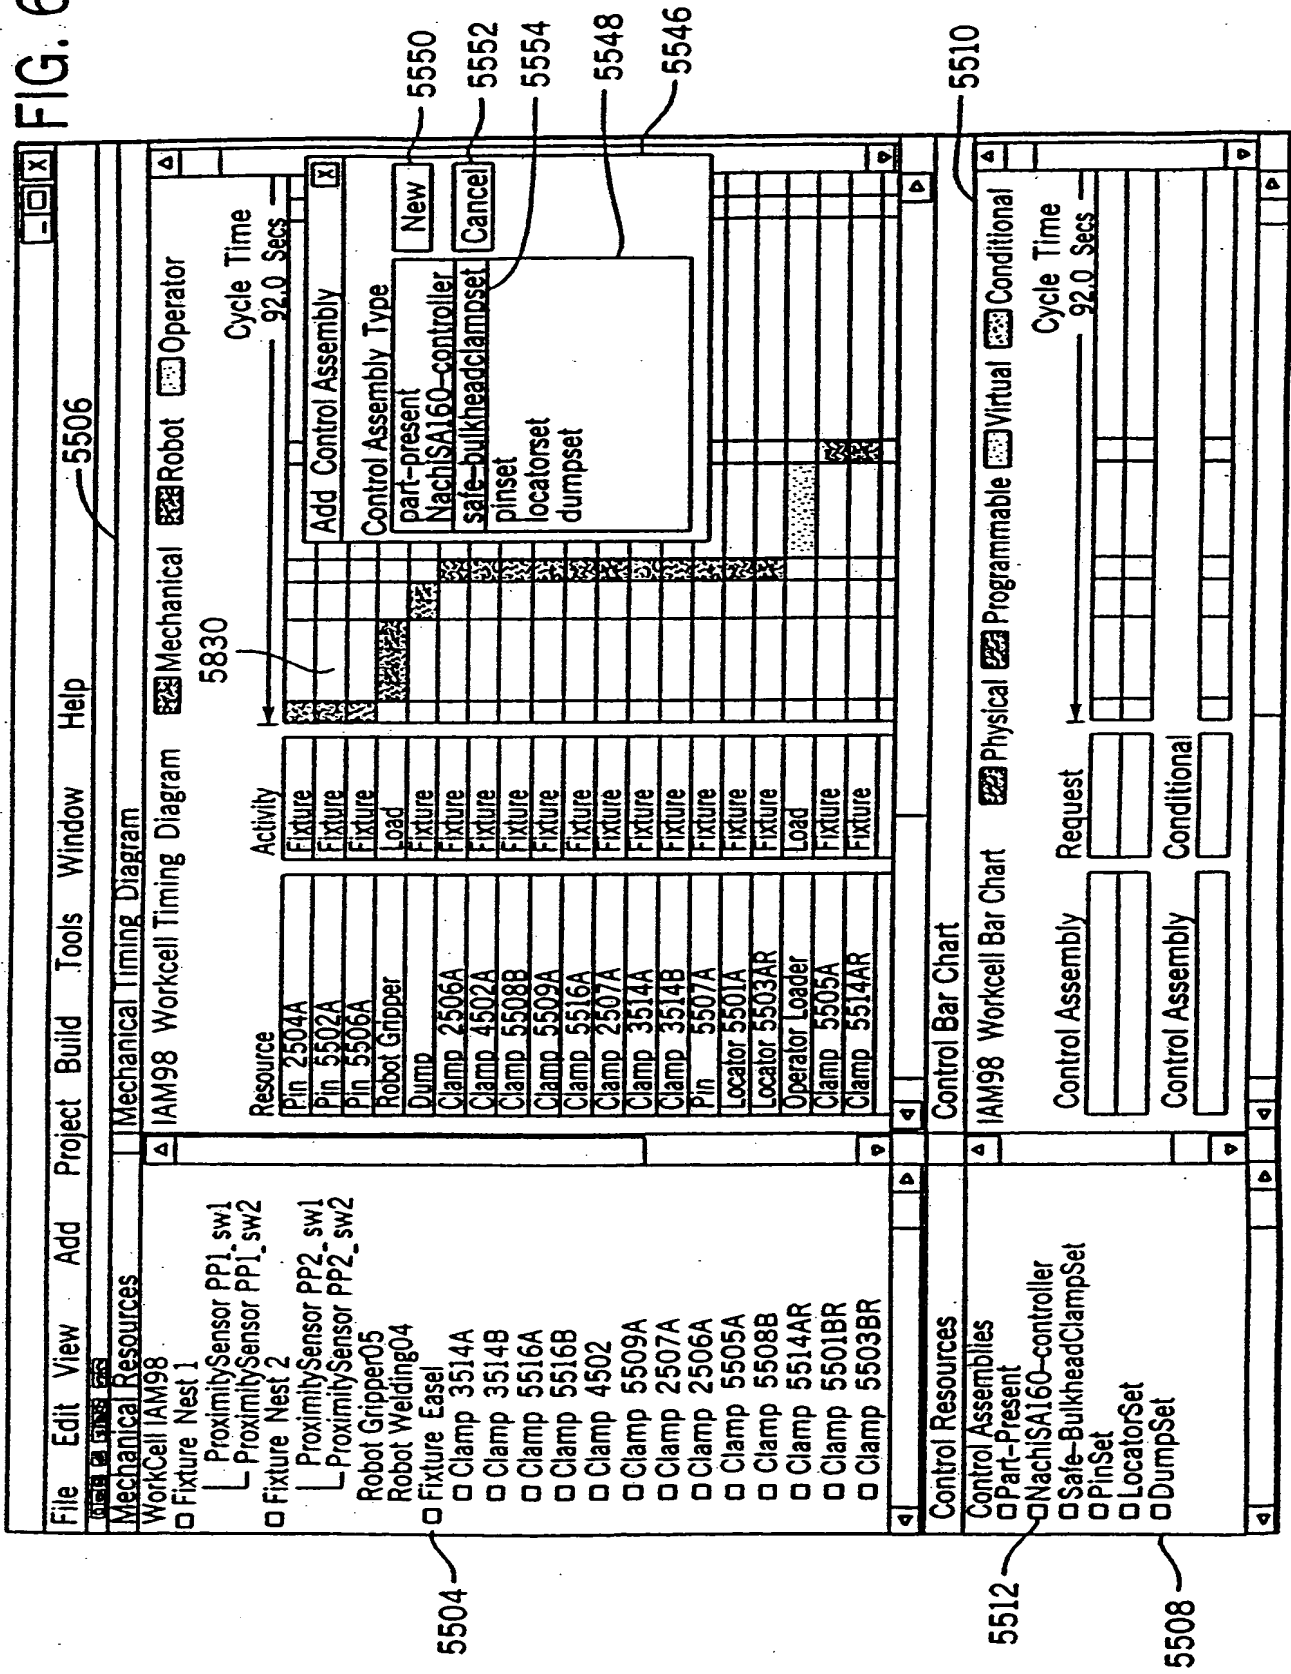 FIG. 6
File Edit View Add Project Build Tools Window Help
5506
Mechanical Resources
WorkCell IAM98
Fixture Nest 1
ProximitySensor PP1_sw1
ProximitySensor PP1_sw2
Fixture Nest 2
ProximitySensor PP2_sw1
ProximitySensor PP2_sw2
Robot Gripper05
Robot Welding04
Fixture Easel
Clamp 3514A
Clamp 3514B
Clamp 5516A
Clamp 5516B
Clamp 4502
Clamp 5509A
Clamp 2507A
Clamp 2506A
Clamp 5505A
Clamp 5508B
Clamp 5514AR
Clamp 5501BR
Clamp 5503BR
5504
Mechanical Timing Diagram
IAM98 Workcell Timing Diagram Mechanical Robot Operator
5830
Cycle Time
92.0 Secs
Resource Activity
Pin 2504A Fixture
Pin 5502A Fixture
Pin 5506A Fixture
Robot Gripper Load
Dump Fixture
Clamp 2506A Fixture
Clamp 4502A Fixture
Clamp 5508B Fixture
Clamp 5509A Fixture
Clamp 5516A Fixture
Clamp 2507A Fixture
Clamp 3514A Fixture
Clamp 3514B Fixture
Pin 5507A Fixture
Locator 5501A Fixture
Locator 5503AR Fixture
Operator Loader Load
Clamp 5505A Fixture
Clamp 5514AR Fixture
Add Control Assembly X
Control Assembly Type
part-present
NachiSA160-controller
safe-bulkheadclampset
pinset
locatorset
dumpset
New
Cancel
5550
5552
5554
5548
5546
Control Resources
Control Assemblies
Part-Present
NachiSA160-controller
Safe-BulkheadClampSet
PinSet
LocatorSet
DumpSet
5512
5508
Control Bar Chart
5510
IAM98 Workcell Bar Chart Physical Programmable Virtual Conditional
Cycle Time
92.0 Secs
Control Assembly Request
Control Assembly Conditional